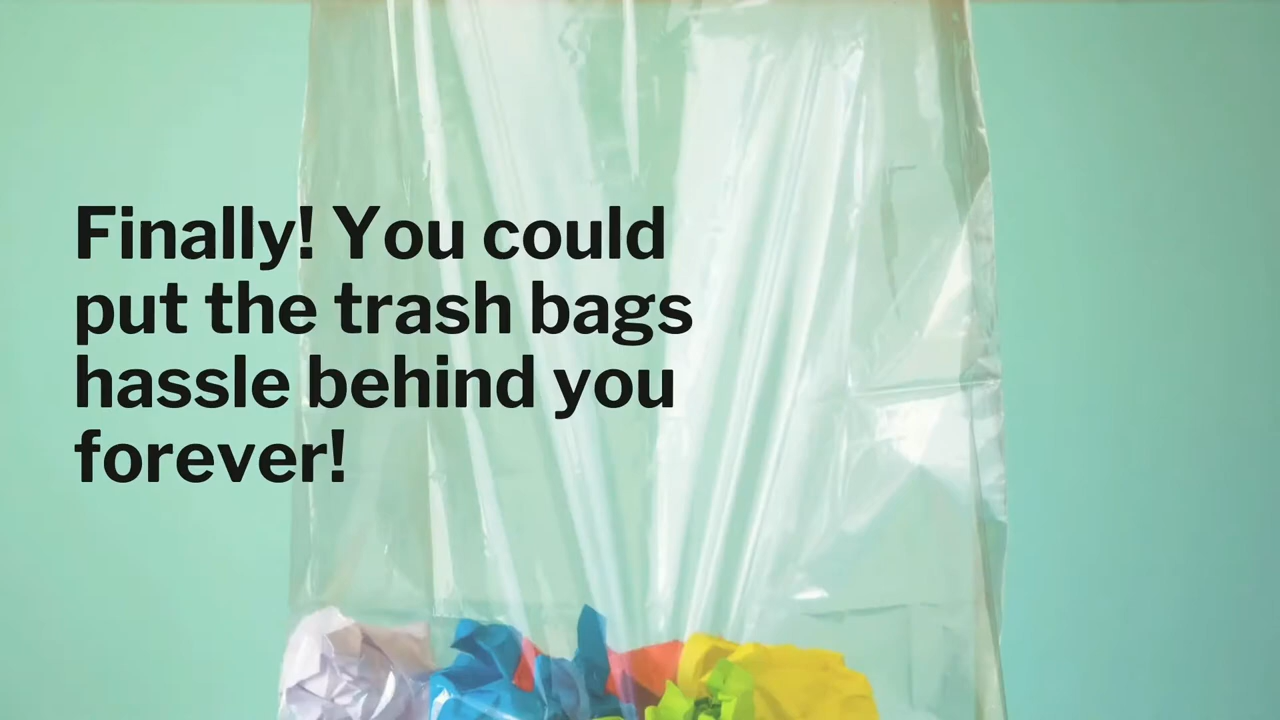 Finally! You could
put the trash bags
hassle behind you
forever!